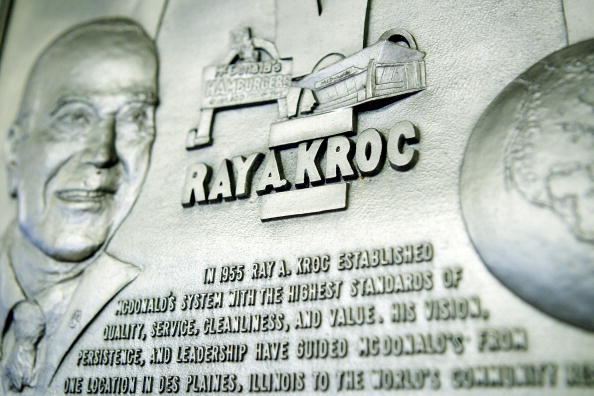 McDONALD'S
HAMBURGERS
RAY A. KROC
IN 1955 RAY A. KROC ESTABLISHED
MCDONALD'S SYSTEM WITH THE HIGHEST STANDARDS OF
QUALITY, SERVICE, CLEANLINESS, AND VALUE. HIS VISION,
PERSISTENCE, AND LEADERSHIP HAVE GUIDED MCDONALD'S FROM
ONE LOCATION IN DES PLAINES, ILLINOIS TO THE WORLD'S COMMUNITY